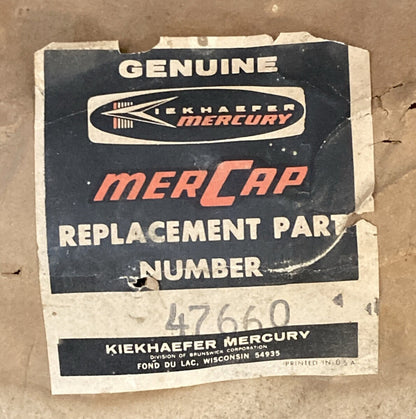 GENUINE
KIEKHAEFER
MERCURY
MERCAP
REPLACEMENT PART
NUMBER
47660
KIEKHAEFER MERCURY
DIVISION OF BRUNSWICK CORPORATION
FOND DU LAC, WISCONSIN 54935
PRINTED IN U.S.A.